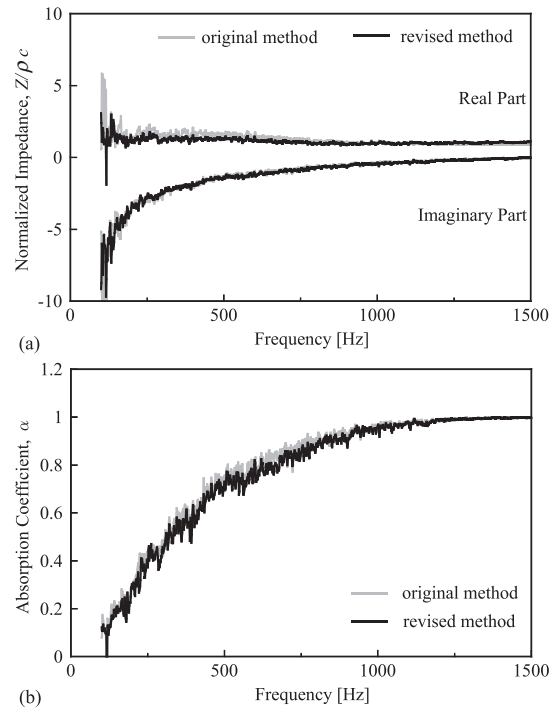 10
original method
revised method
5
Real Part
0
Normalized Impedance, Z/ρ c
Imaginary Part
-5
-10
0
500
1000
1500
(a)
Frequency [Hz]
1.2
1
0.8
0.6
Absorption Coefficient, α
0.4
original method
0.2
revised method
0
0
500
1000
1500
(b)
Frequency [Hz]